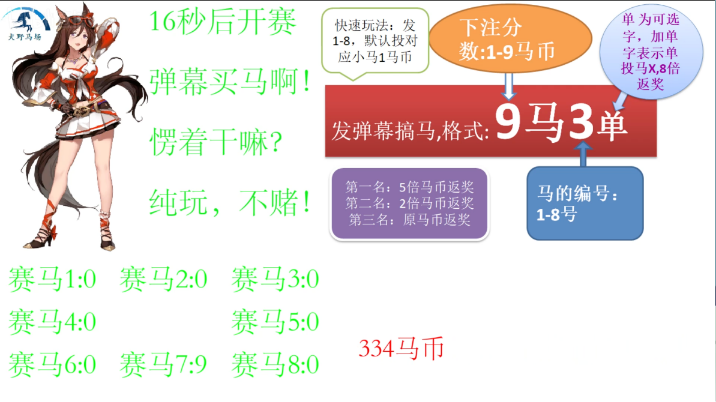 犬野马场
16秒后开赛
弹幕买马啊！
愣着干嘛？
纯玩，不赌！
快速玩法：发
1-8，默认投对
应小马1马币
下注分
数:1-9马币
单 为可选
字，加单
字表示单
投马X,8倍
返奖
发弹幕搞马,格式: 9马3单
第一名：5倍马币返奖
第二名：2倍马币返奖
第三名：原马币返奖
马的编号：
1-8号
赛马1:0 赛马2:0 赛马3:0
赛马4:0 赛马5:0
赛马6:0 赛马7:9 赛马8:0
334马币